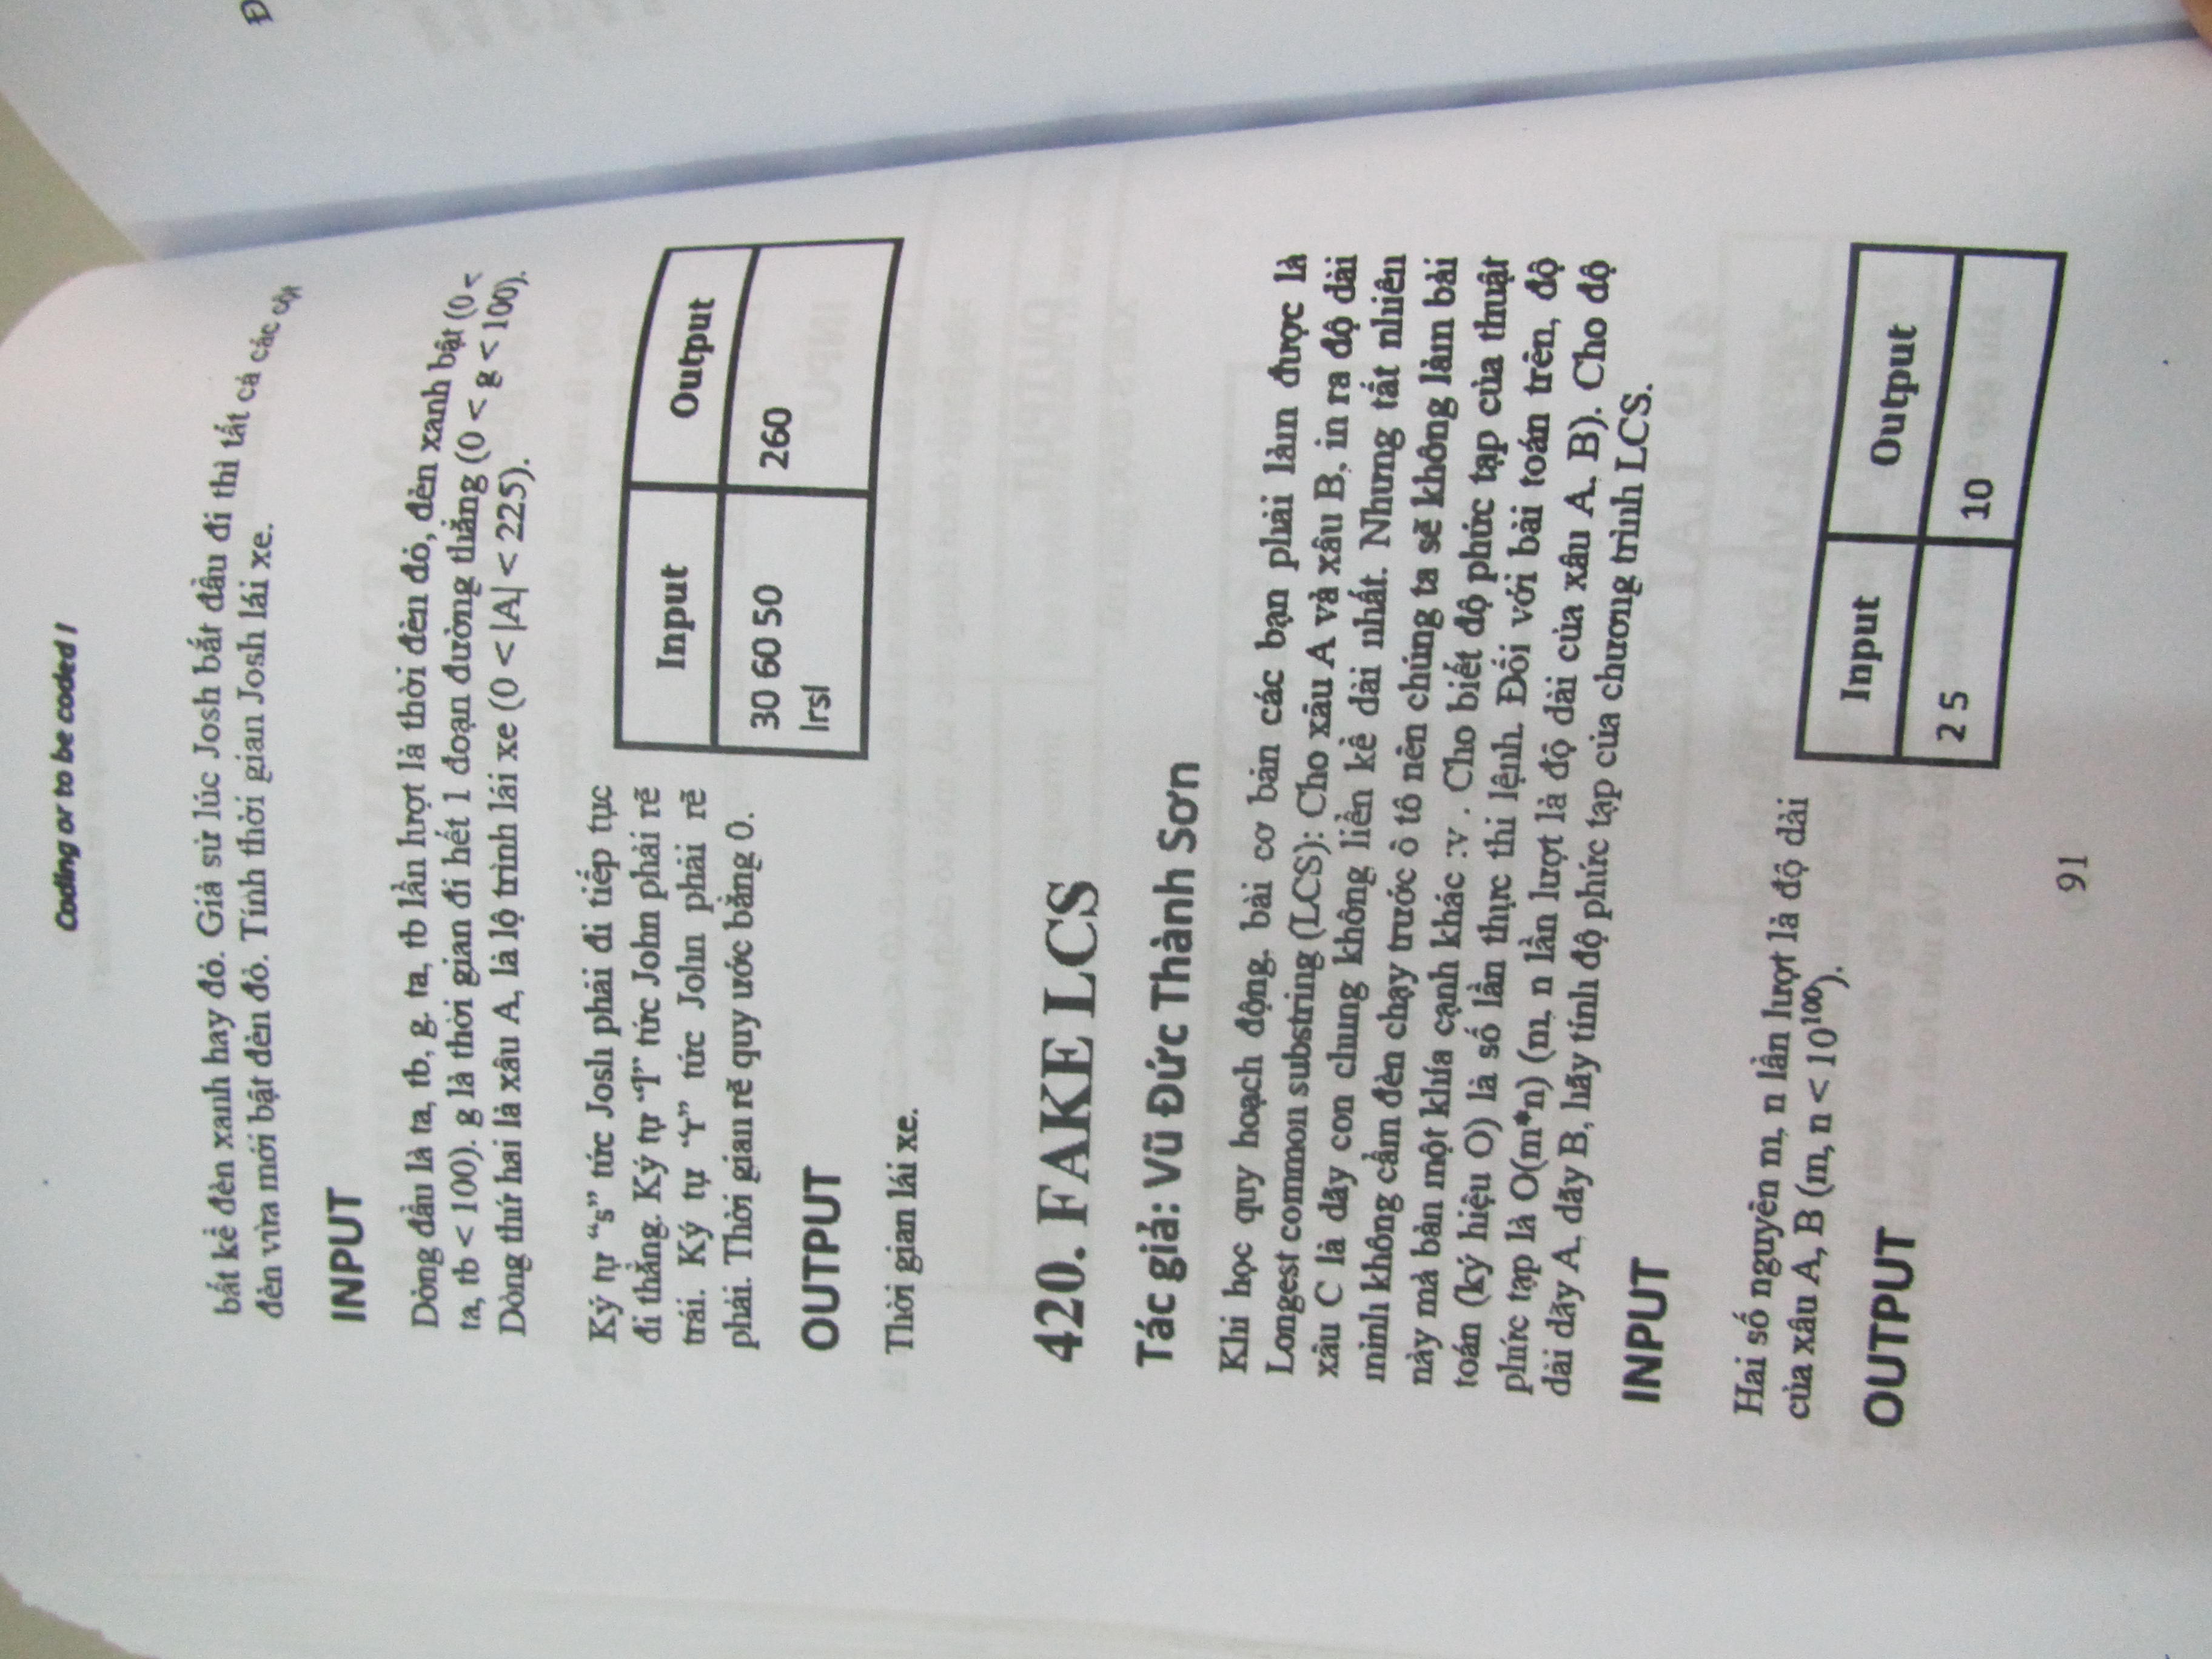 Coding or to be coded !
bất kể đèn xanh hay đỏ. Giả sử lúc Josh bắt đầu đi thì tất cả các cột
đèn vừa mới bật đèn đỏ. Tính thời gian Josh lái xe.
INPUT
Dòng đầu là ta, tb, g. ta, tb lần lượt là thời đèn đỏ, đèn xanh bật (0 <
ta, tb < 100). g là thời gian đi hết 1 đoạn đường thẳng (0 < g < 100).
Dòng thứ hai là xâu A, là lộ trình lái xe (0 < |A| < 225).
Ký tự “s” tức Josh phải đi tiếp tục
đi thẳng. Ký tự “l” tức John phải rẽ
trái. Ký tự “r” tức John phải rẽ
phải. Thời gian rẽ quy ước bằng 0.
Input Output
30 60 50 260
lrsl
OUTPUT
Thời gian lái xe.
420. FAKE LCS
Tác giả: Vũ Đức Thành Sơn
Khi học quy hoạch động. bài cơ bản các bạn phải làm được là
Longest common substring (LCS): Cho xâu A và xâu B, in ra độ dài
xâu C là dãy con chung không liền kề dài nhất. Nhưng tất nhiên
mình không cầm đèn chạy trước ô tô nên chúng ta sẽ không làm bài
này mà bàn một khía cạnh khác :v . Cho biết độ phức tạp của thuật
toán (ký hiệu O) là số lần thực thi lệnh. Đối với bài toán trên, độ
phức tạp là O(m*n) (m, n lần lượt là độ dài của xâu A, B). Cho độ
dài dãy A, dãy B, hãy tính độ phức tạp của chương trình LCS.
INPUT
Hai số nguyên m, n lần lượt là độ dài
của xâu A, B (m, n < 10¹⁰⁰).
OUTPUT
Input Output
2 5 10
91